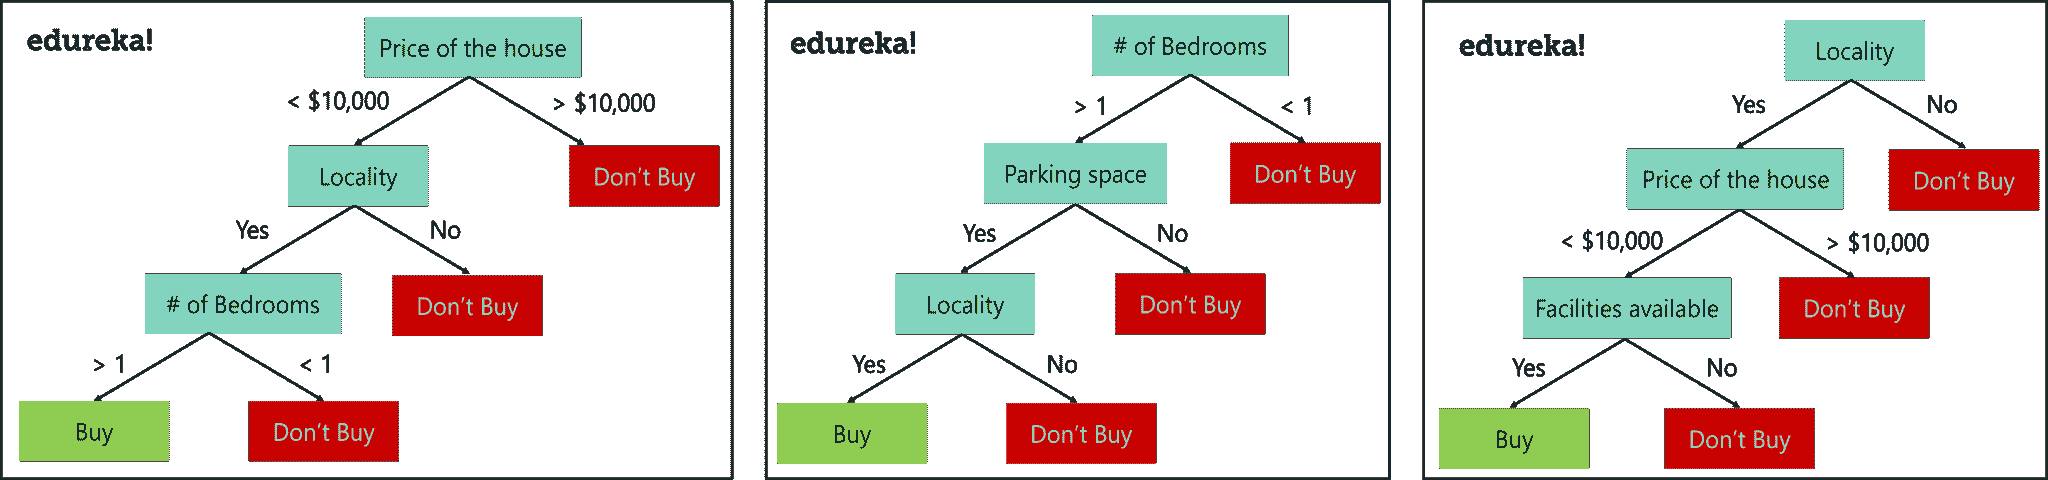 edureka!
Price of the house
< $10,000
> $10,000
Locality
Don't Buy
Yes
No
# of Bedrooms
Don't Buy
> 1
< 1
Buy
Don't Buy
edureka!
# of Bedrooms
> 1
< 1
Parking space
Don't Buy
Yes
No
Locality
Don't Buy
Yes
No
Buy
Don't Buy
edureka!
Locality
Yes
No
Price of the house
Don't Buy
< $10,000
> $10,000
Facilities available
Don't Buy
Yes
No
Buy
Don't Buy